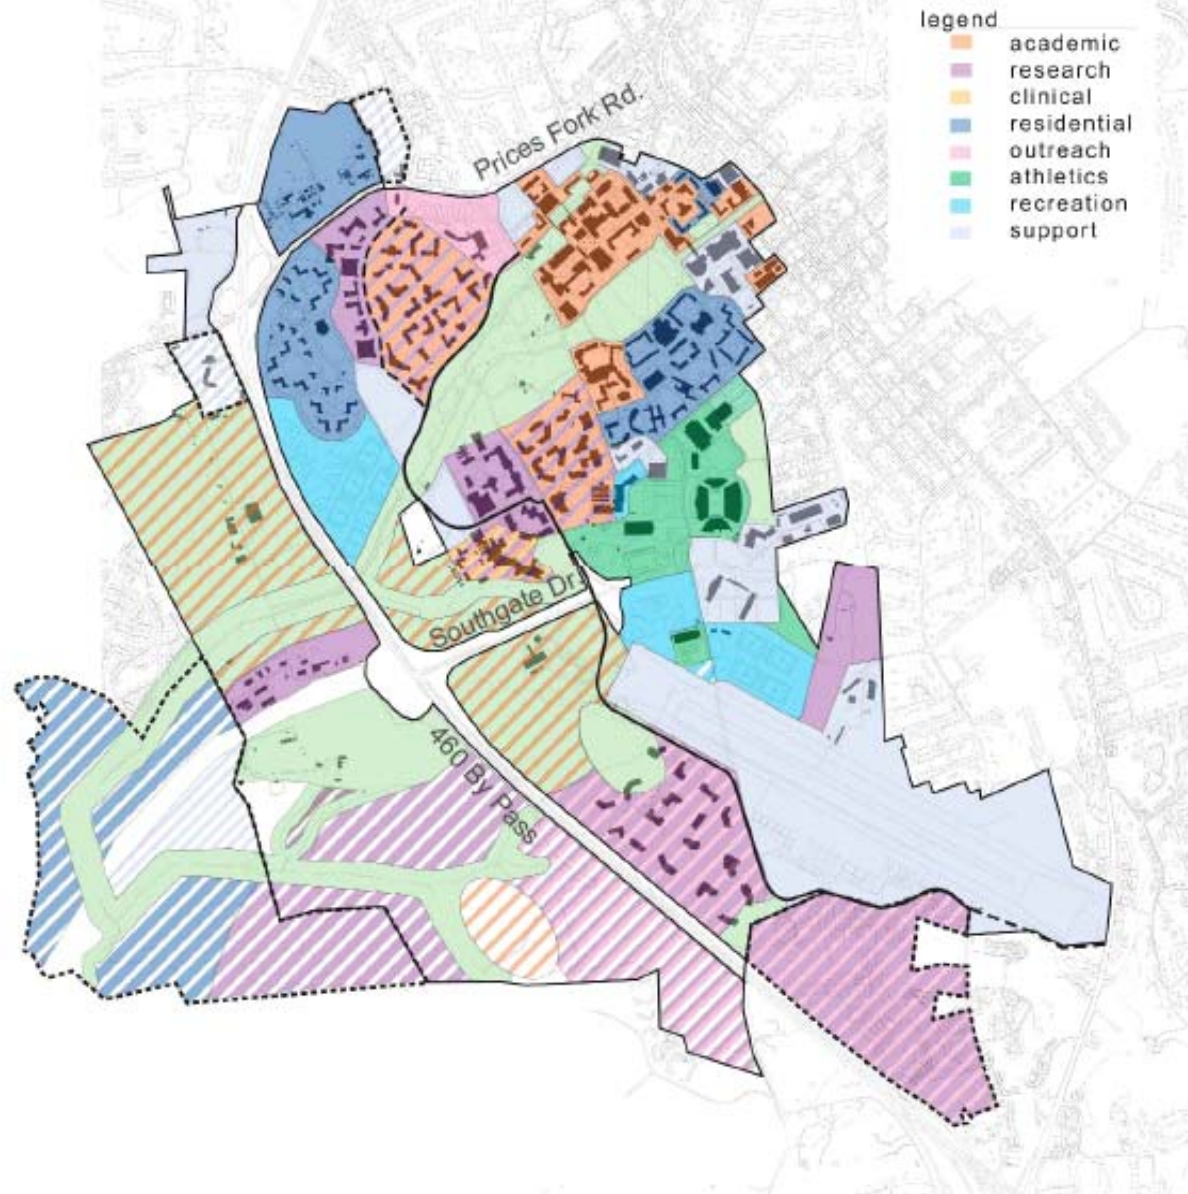 legend
academic
research
clinical
residential
outreach
athletics
recreation
support
Prices Fork Rd.
Southgate Dr.
460 By Pass